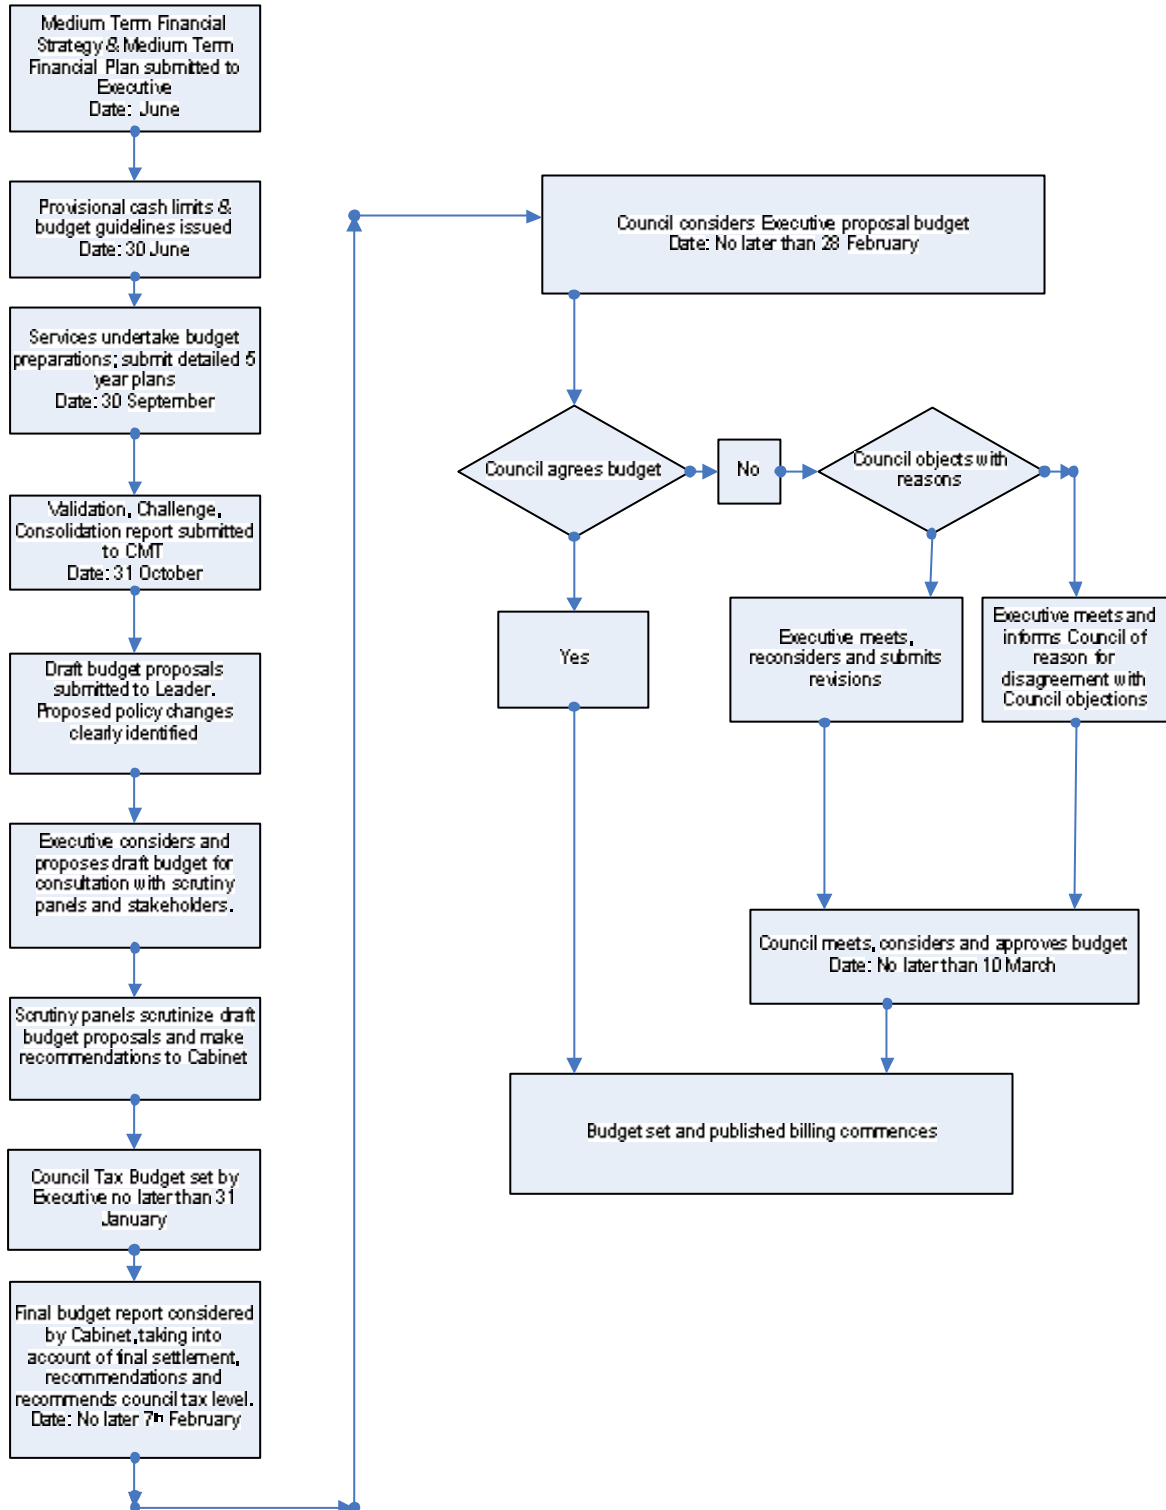 Medium Term Financial
Strategy & Medium Term
Financial Plan submitted to
Executive
Date: June
Provisional cash limits &
budget guidelines issued
Date: 30 June
Services undertake budget
preparations; submit detailed 5
year plans
Date: 30 September
Validation, Challenge,
Consolidation report submitted
to CMT
Date: 31 October
Draft budget proposals
submitted to Leader.
Proposed policy changes
clearly identified
Executive considers and
proposes draft budget for
consultation with scrutiny
panels and stakeholders.
Scrutiny panels scrutinize draft
budget proposals and make
recommendations to Cabinet
Council Tax Budget set by
Executive no later than 31
January
Final budget report considered
by Cabinet, taking into
account of final settlement,
recommendations and
recommends council tax level.
Date: No later 7th February
Council considers Executive proposal budget
Date: No later than 28 February
Council agrees budget
No
Council objects with
reasons
Yes
Executive meets,
reconsiders and submits
revisions
Executive meets and
informs Council of
reason for
disagreement with
Council objections
Council meets, considers and approves budget
Date: No later than 10 March
Budget set and published billing commences